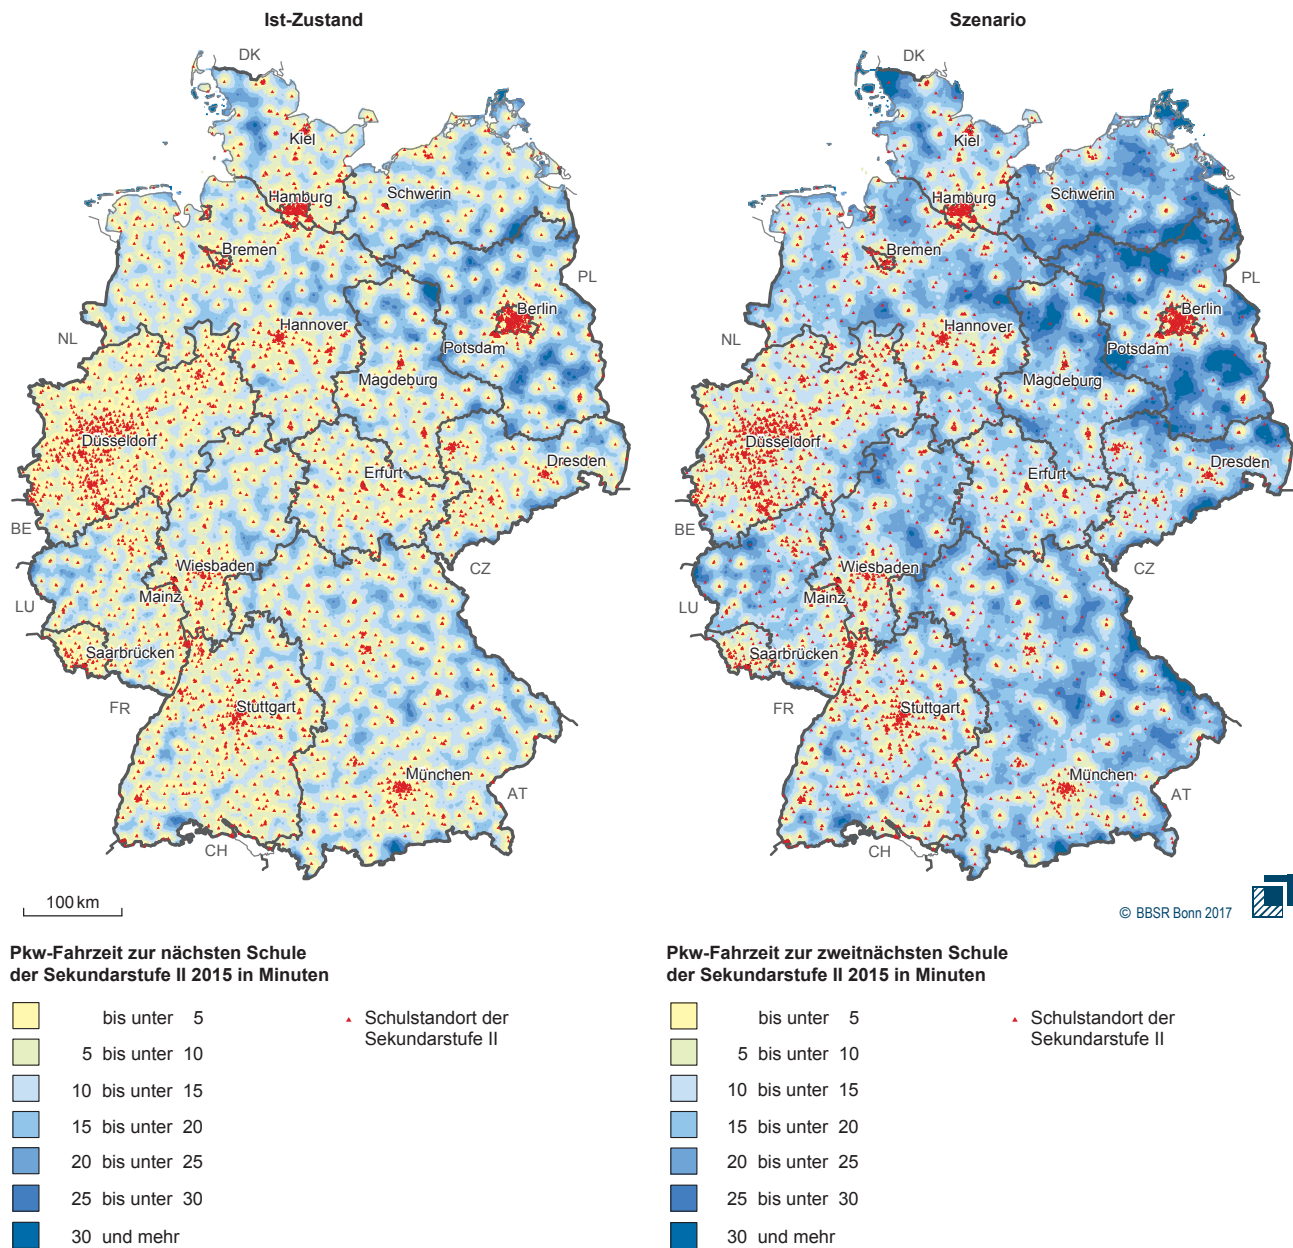 Ist-Zustand
DK
Kiel
Hamburg
Schwerin
Bremen
PL
Berlin
Hannover
NL
Potsdam
Magdeburg
Düsseldorf
Dresden
Erfurt
BE
Wiesbaden
CZ
Mainz
LU
Saarbrücken
FR
Stuttgart
München
AT
CH
100 km
Szenario
DK
Kiel
Hamburg
Schwerin
Bremen
PL
Berlin
Hannover
NL
Potsdam
Magdeburg
Düsseldorf
Dresden
Erfurt
BE
Wiesbaden
CZ
Mainz
LU
Saarbrücken
FR
Stuttgart
München
AT
CH
© BBSR Bonn 2017
Pkw-Fahrzeit zur nächsten Schule
der Sekundarstufe II 2015 in Minuten
bis unter 5
5 bis unter 10
10 bis unter 15
15 bis unter 20
20 bis unter 25
25 bis unter 30
30 und mehr
Schulstandort der
Sekundarstufe II
Pkw-Fahrzeit zur zweitnächsten Schule
der Sekundarstufe II 2015 in Minuten
bis unter 5
5 bis unter 10
10 bis unter 15
15 bis unter 20
20 bis unter 25
25 bis unter 30
30 und mehr
Schulstandort der
Sekundarstufe II